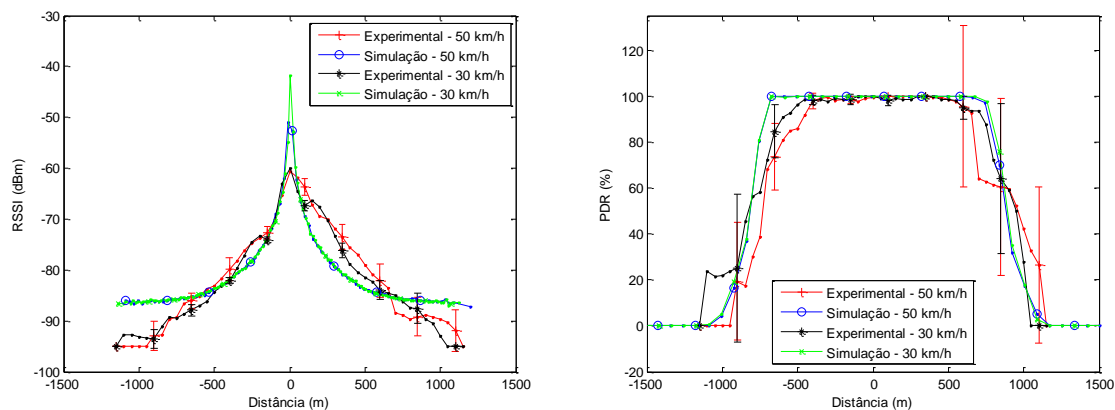 -30
-40
-50
-60
-70
-80
-90
-100
RSSI (dBm)
Experimental - 50 km/h
Simulação - 50 km/h
Experimental - 30 km/h
Simulação - 30 km/h
-1500 -1000 -500 0 500 1000 1500
Distância (m)
120
100
80
60
40
20
0
-20
PDR (%)
Experimental - 50 km/h
Simulação - 50 km/h
Experimental - 30 km/h
Simulação - 30 km/h
-1500 -1000 -500 0 500 1000 1500
Distância (m)